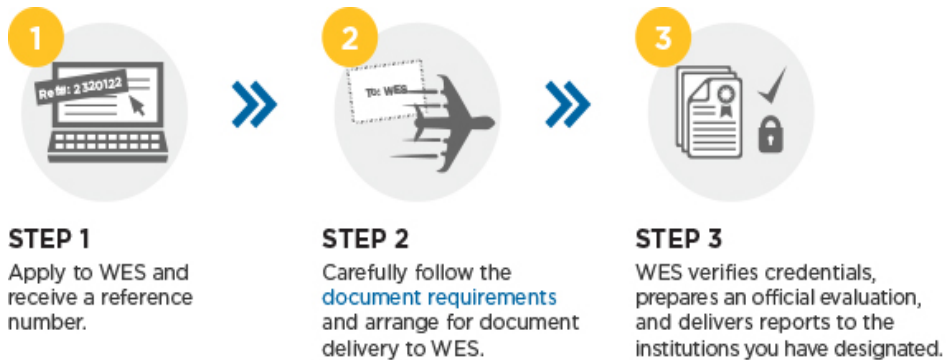 1
Ref#: 2320122
STEP 1
Apply to WES and
receive a reference
number.
2
TO: WES
STEP 2
Carefully follow the
document requirements
and arrange for document
delivery to WES.
3
STEP 3
WES verifies credentials,
prepares an official evaluation,
and delivers reports to the
institutions you have designated.